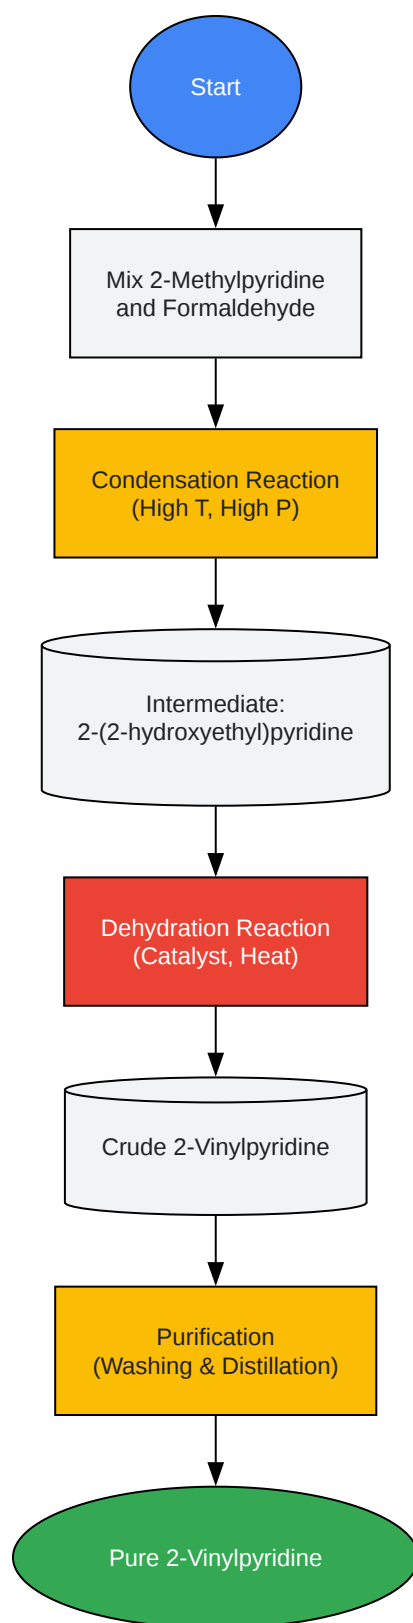 Start
Mix 2-Methylpyridine
and Formaldehyde
Condensation Reaction
(High T, High P)
Intermediate:
2-(2-hydroxyethyl)pyridine
Dehydration Reaction
(Catalyst, Heat)
Crude 2-Vinylpyridine
Purification
(Washing & Distillation)
Pure 2-Vinylpyridine